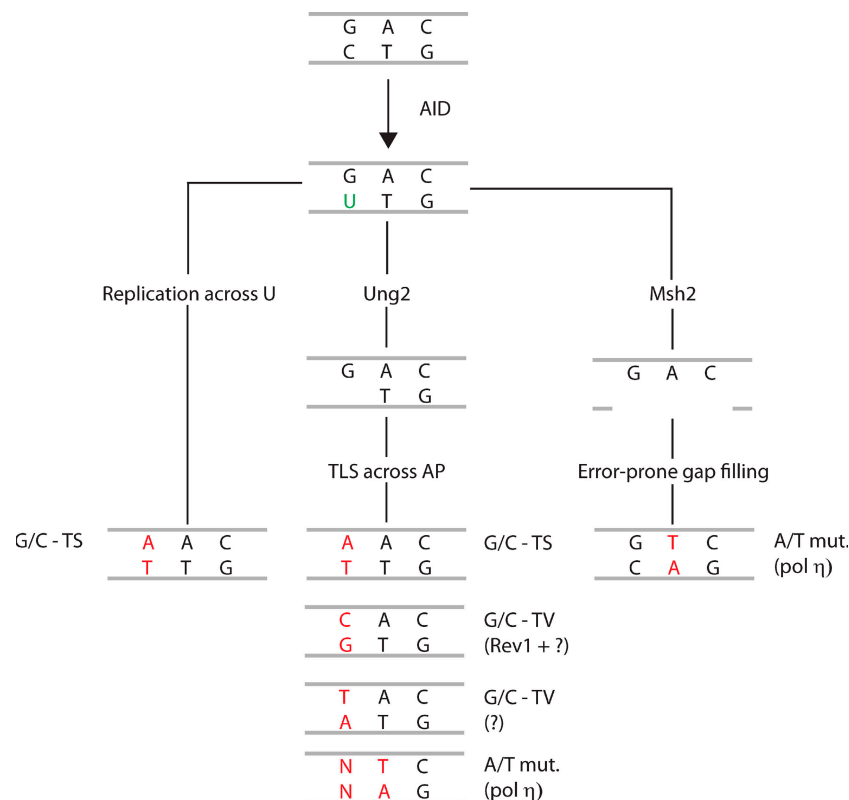 G A C
C T G
AID
G A C
U T G
Replication across U
Ung2
Msh2
G A C
T G
G A C
TLS across AP
Error-prone gap filling
G/C - TS
A A C
T T G
A A C
T T G
G/C - TS
G T C
C A G
A/T mut.
(pol η)
C A C
G T G
G/C - TV
(Rev1 + ?)
T A C
A T G
G/C - TV
(?)
N T C
N A G
A/T mut.
(pol η)